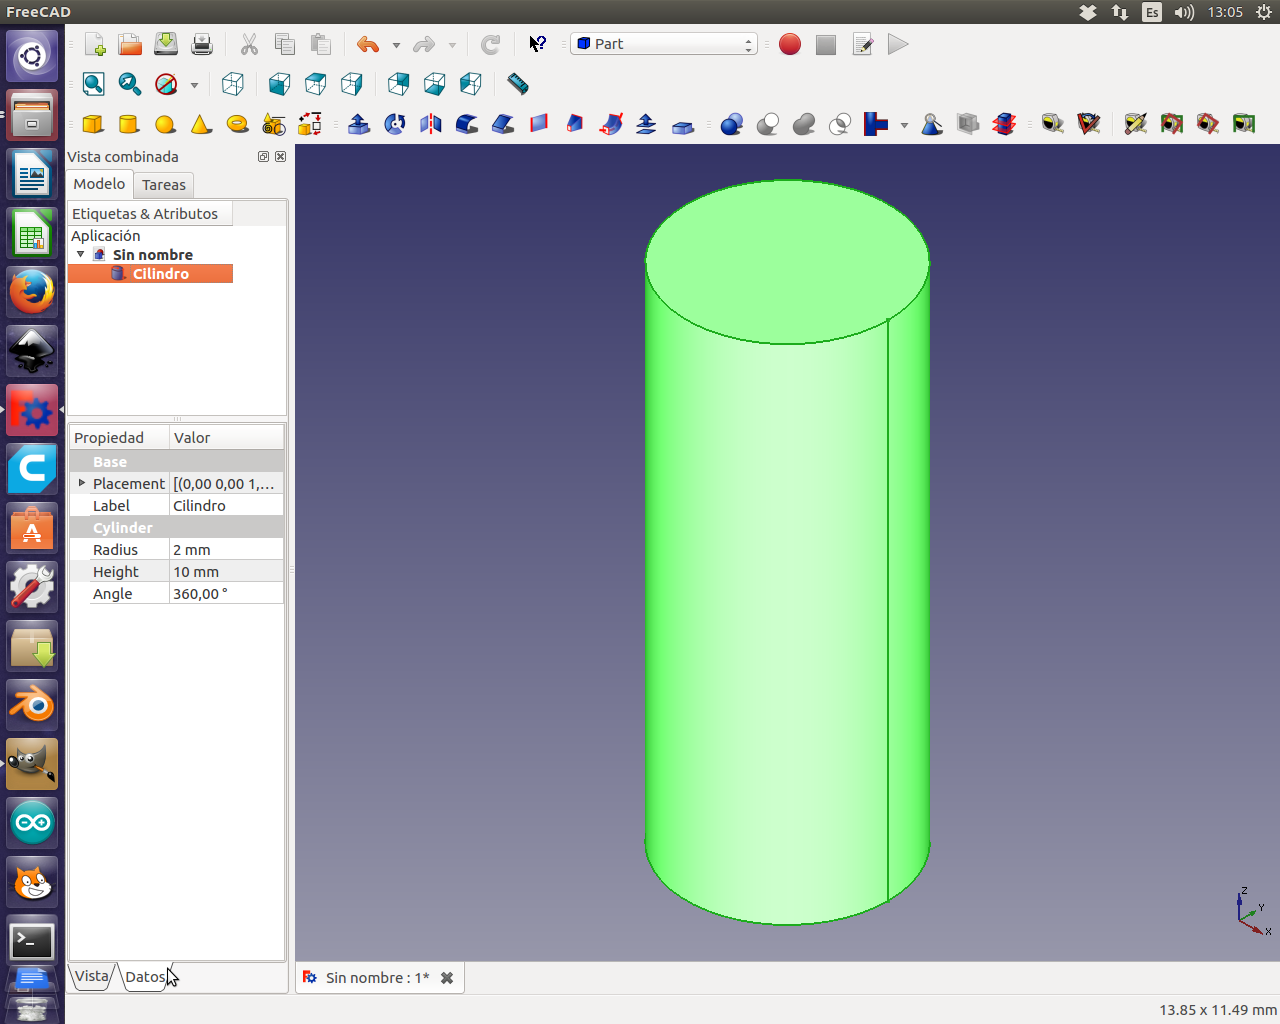 FreeCAD
Es
13:05
Part
Vista combinada
Modelo
Tareas
Etiquetas & Atributos
Aplicación
Sin nombre
Cilindro
Propiedad
Valor
Base
Placement
[(0,00 0,00 1,...
Label
Cilindro
Cylinder
Radius
2 mm
Height
10 mm
Angle
360,00 °
Z
Y
X
Vista
Datos
Sin nombre : 1*
13.85 x 11.49 mm